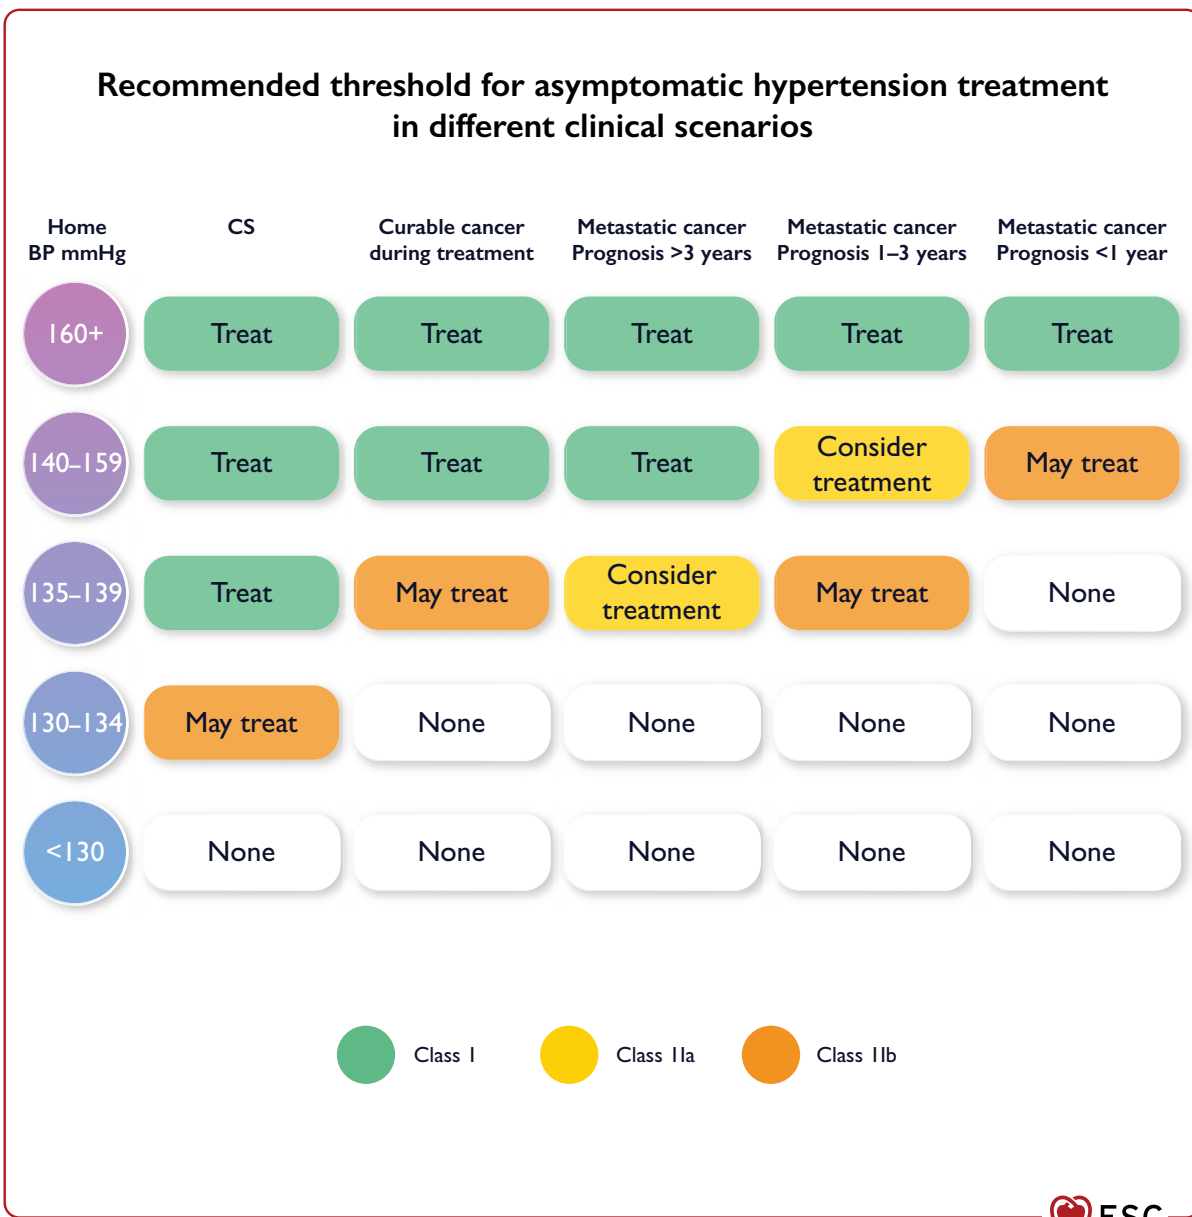 Recommended threshold for asymptomatic hypertension treatment
in different clinical scenarios
Home
BP mmHg
CS
Curable cancer
during treatment
Metastatic cancer
Prognosis >3 years
Metastatic cancer
Prognosis 1–3 years
Metastatic cancer
Prognosis <1 year
160+
Treat
Treat
Treat
Treat
Treat
140–159
Treat
Treat
Treat
Consider
treatment
May treat
135–139
Treat
May treat
Consider
treatment
May treat
None
130–134
May treat
None
None
None
None
<130
None
None
None
None
None
Class 1
Class 11a
Class 11b
ESC